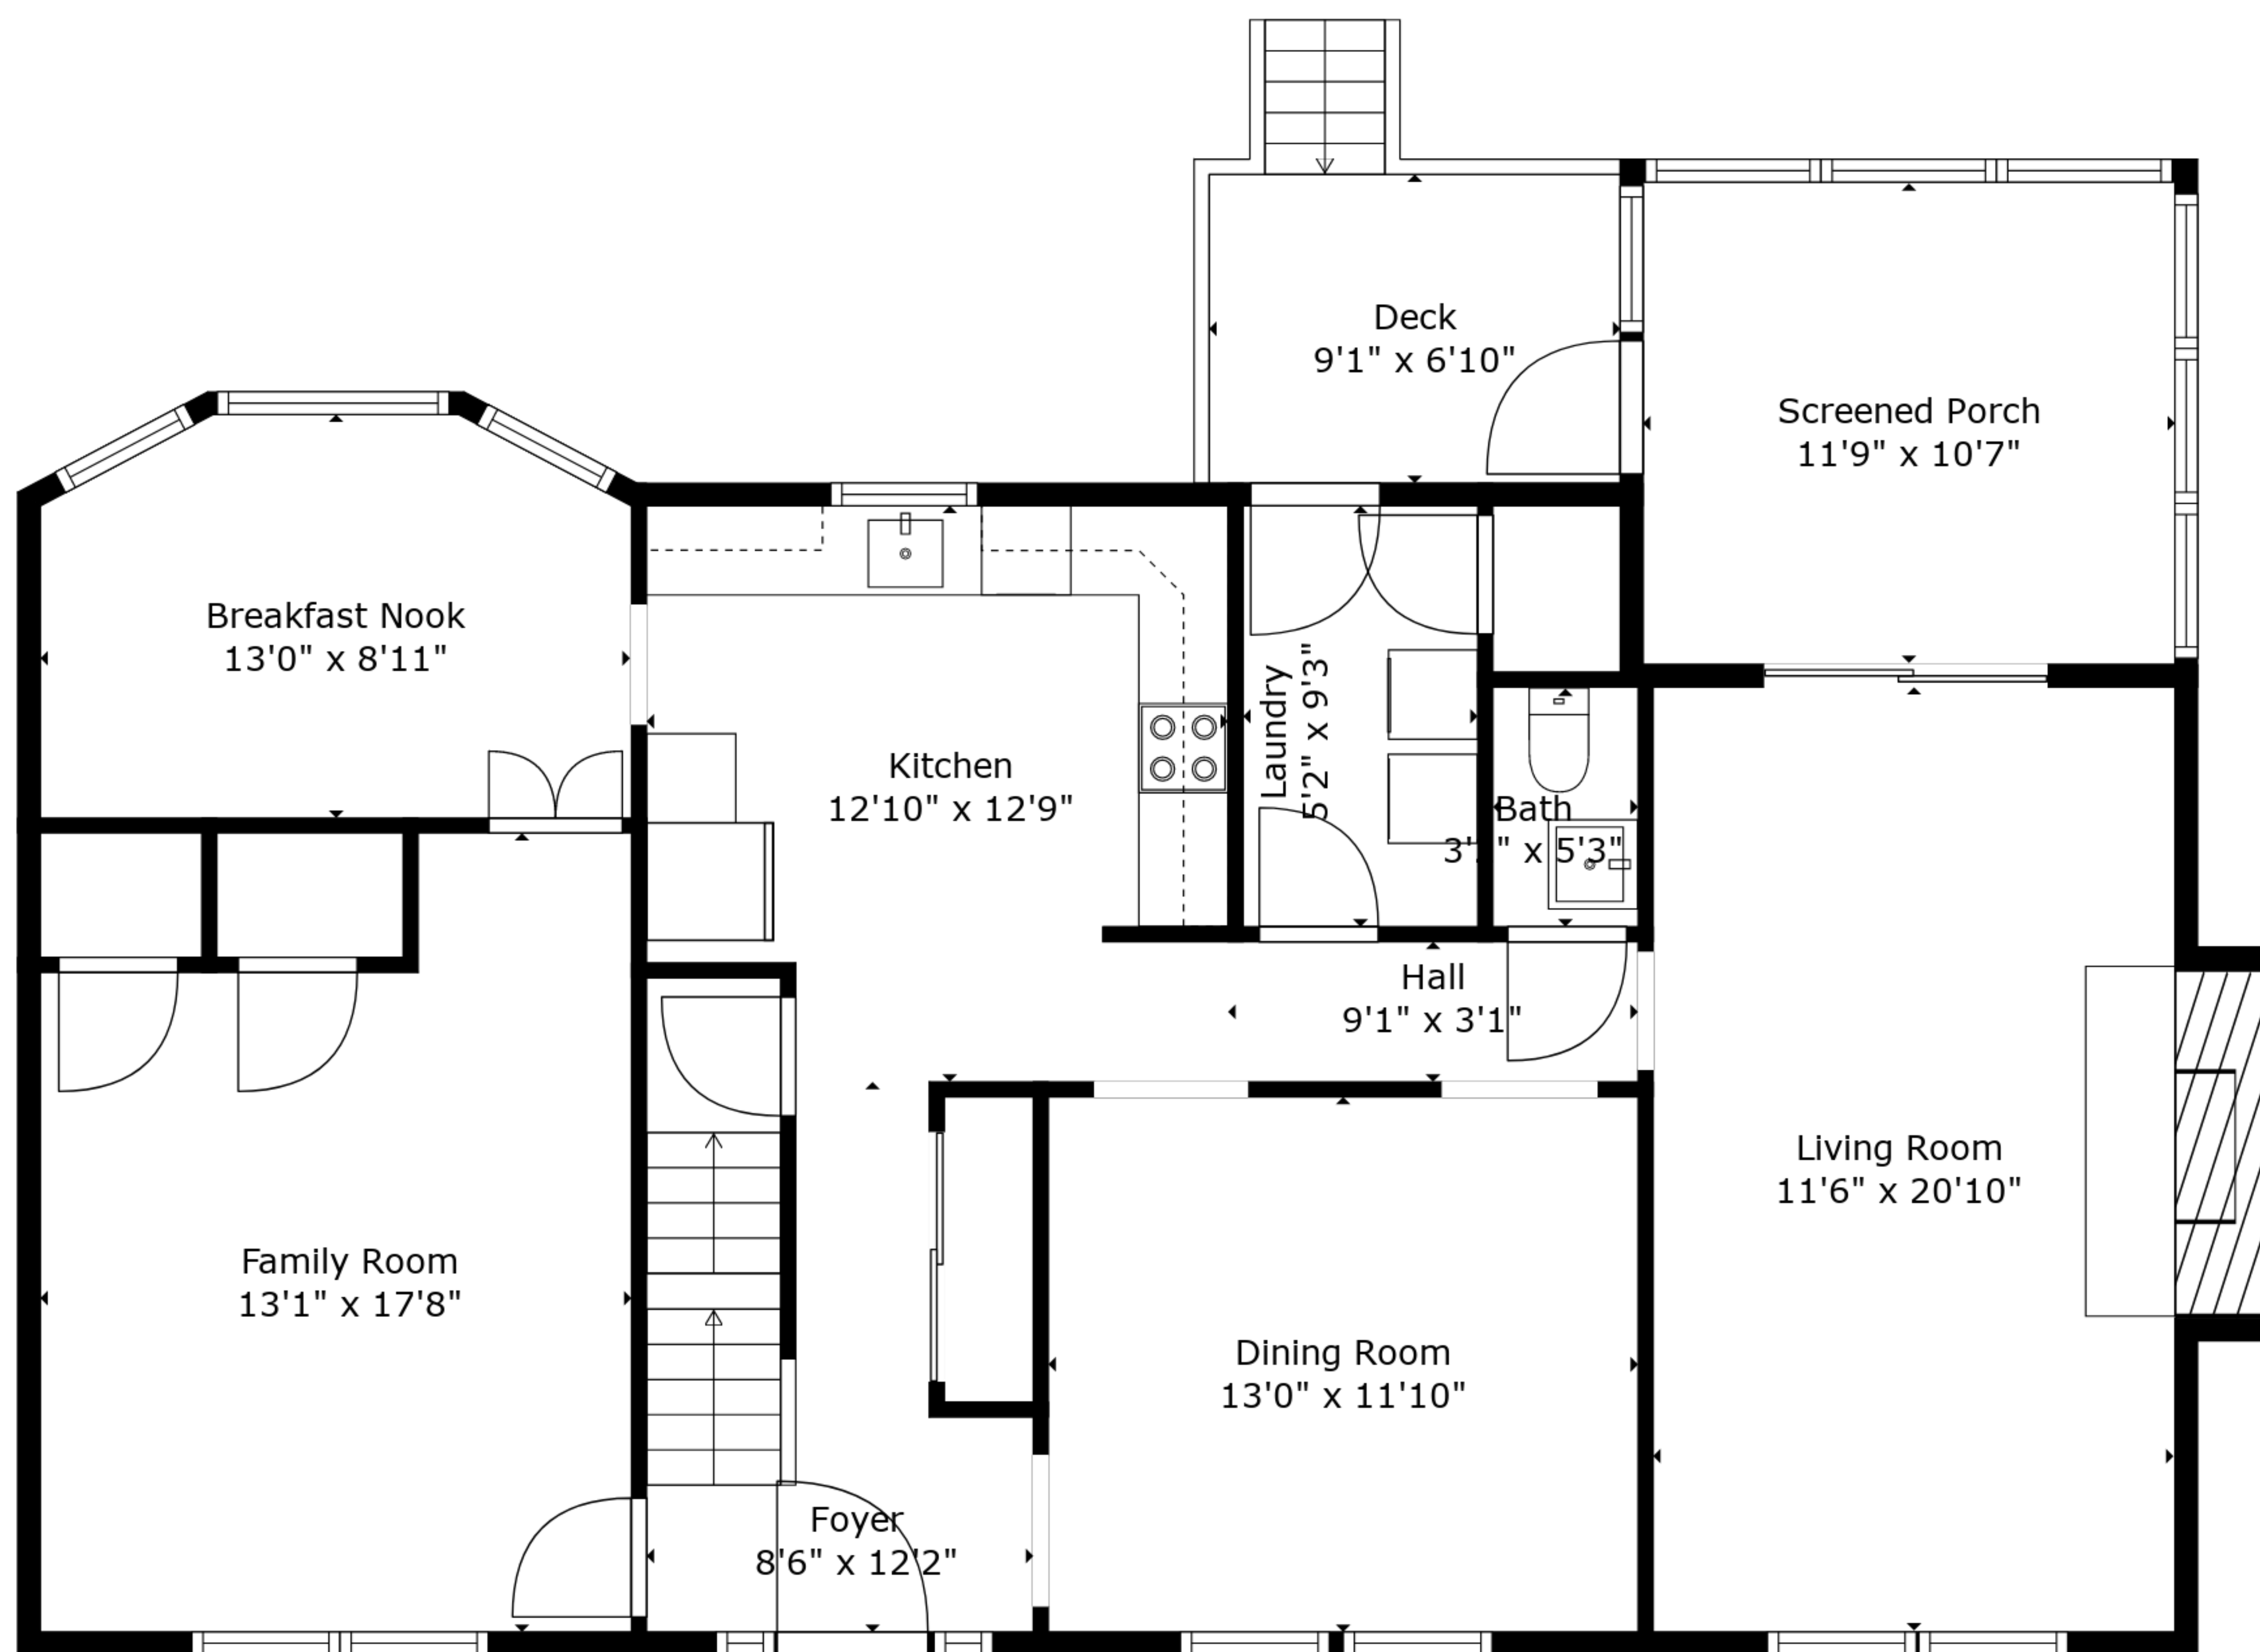 Deck
9'1" x 6'10"
Screened Porch
11'9" x 10'7"
Breakfast Nook
13'0" x 8'11"
Kitchen
12'10" x 12'9"
Laundry
5'2" x 9'3"
Bath
x 5'3"
Hall
9'1" x 3'1"
Living Room
11'6" x 20'10"
Family Room
13'1" x 17'8"
Dining Room
13'0" x 11'10"
Foyer
8'6" x 12'2"